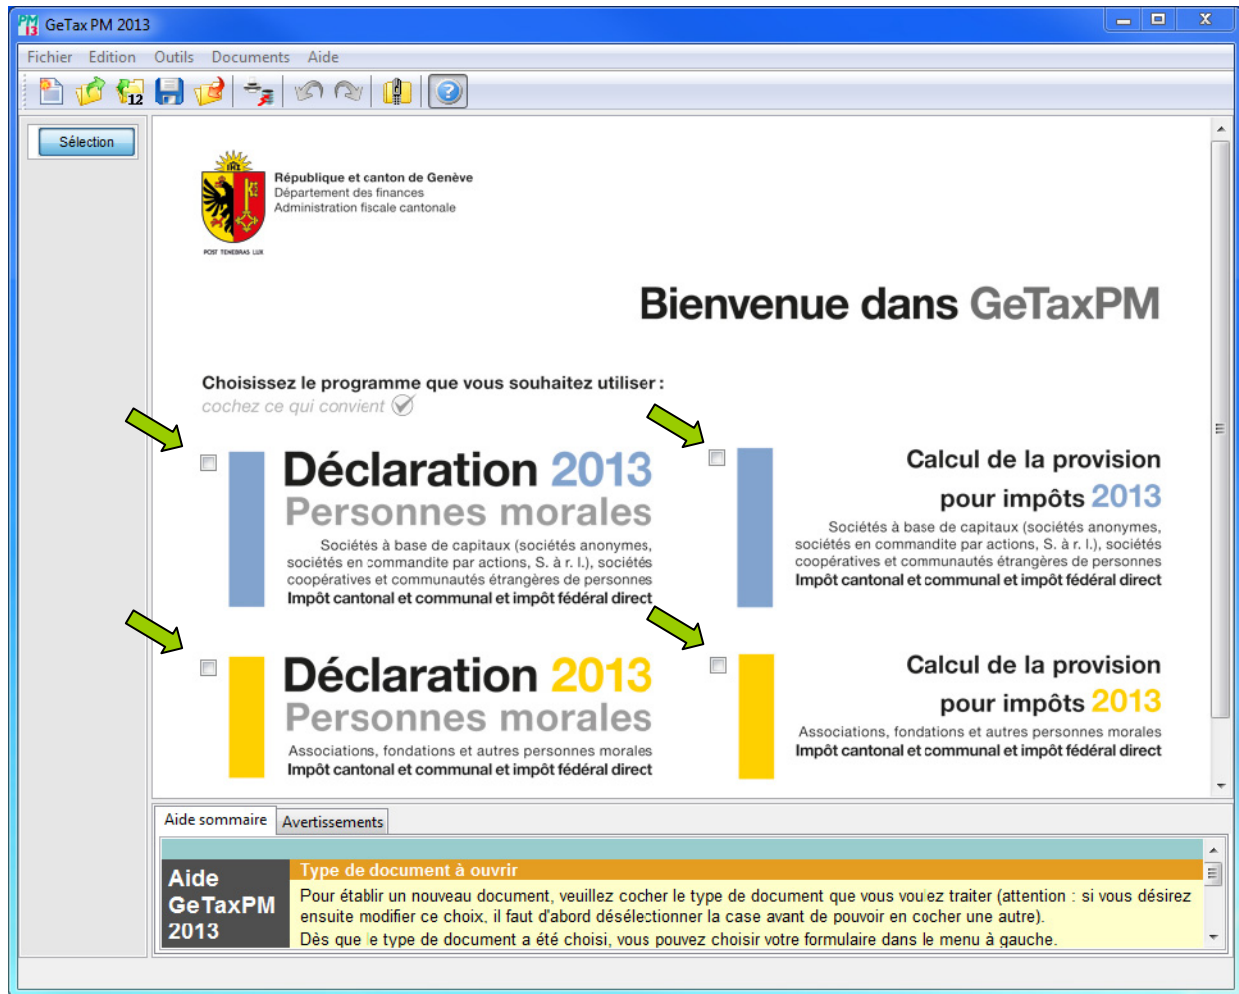 GeTax PM 2013
Fichier Edition Outils Documents Aide
12
Sélection
République et canton de Genève
Département des finances
Administration fiscale cantonale
POST TENEBRAS LUX
Bienvenue dans GeTaxPM
Choisissez le programme que vous souhaitez utiliser :
cochez ce qui convient
Déclaration 2013
Personnes morales
Sociétés à base de capitaux (sociétés anonymes,
sociétés en commandite par actions, S. à r. l.), sociétés
coopératives et communautés étrangères de personnes
Impôt cantonal et communal et impôt fédéral direct
Calcul de la provision
pour impôts 2013
Sociétés à base de capitaux (sociétés anonymes,
sociétés en commandite par actions, S. à r. l.), sociétés
coopératives et communautés étrangères de personnes
Impôt cantonal et communal et impôt fédéral direct
Déclaration 2013
Personnes morales
Associations, fondations et autres personnes morales
Impôt cantonal et communal et impôt fédéral direct
Calcul de la provision
pour impôts 2013
Associations, fondations et autres personnes morales
Impôt cantonal et communal et impôt fédéral direct
Aide sommaire Avertissements
Aide
GeTaxPM
2013
Type de document à ouvrir
Pour établir un nouveau document, veuillez cocher le type de document que vous voulez traiter (attention : si vous désirez
ensuite modifier ce choix, il faut d'abord désélectionner la case avant de pouvoir en cocher une autre).
Dès que le type de document a été choisi, vous pouvez choisir votre formulaire dans le menu à gauche.